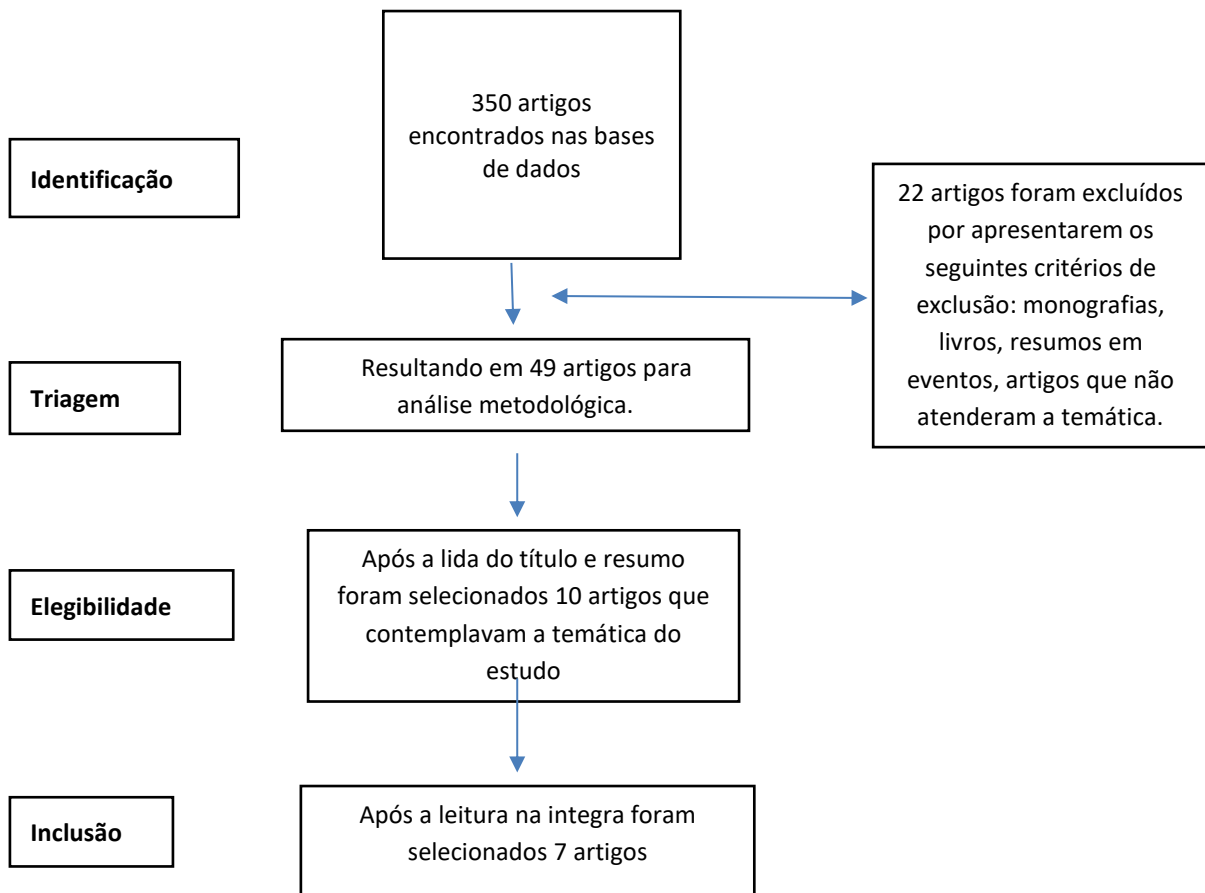 350 artigos
encontrados nas bases
de dados
Identificação
22 artigos foram excluídos
por apresentarem os
seguintes critérios de
exclusão: monografias,
livros, resumos em
eventos, artigos que não
atenderam a temática.
Resultando em 49 artigos para
análise metodológica.
Triagem
Após a lida do título e resumo
foram selecionados 10 artigos que
contemplavam a temática do
estudo
Elegibilidade
Após a leitura na integra foram
selecionados 7 artigos
Inclusão